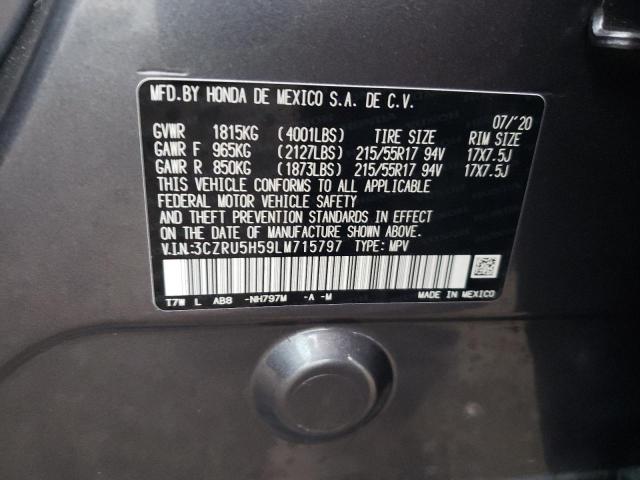 MFD.BY HONDA DE MEXICO S.A. DE C.V.
07/'20
GVWR 1815KG (4001LBS) TIRE SIZE RIM SIZE
GAWR F 965KG (2127LBS) 215/55R17 94V 17X7.5J
GAWR R 850KG (1873LBS) 215/55R17 94V 17X7.5J
THIS VEHICLE CONFORMS TO ALL APPLICABLE
FEDERAL MOTOR VEHICLE SAFETY
AND THEFT PREVENTION STANDARDS IN EFFECT
ON THE DATE OF MANUFACTURE SHOWN ABOVE.
V.I.N.:3CZRU5H59LM715797 TYPE: MPV
T7W L AB8 -NH797M -A -M MADE IN MEXICO